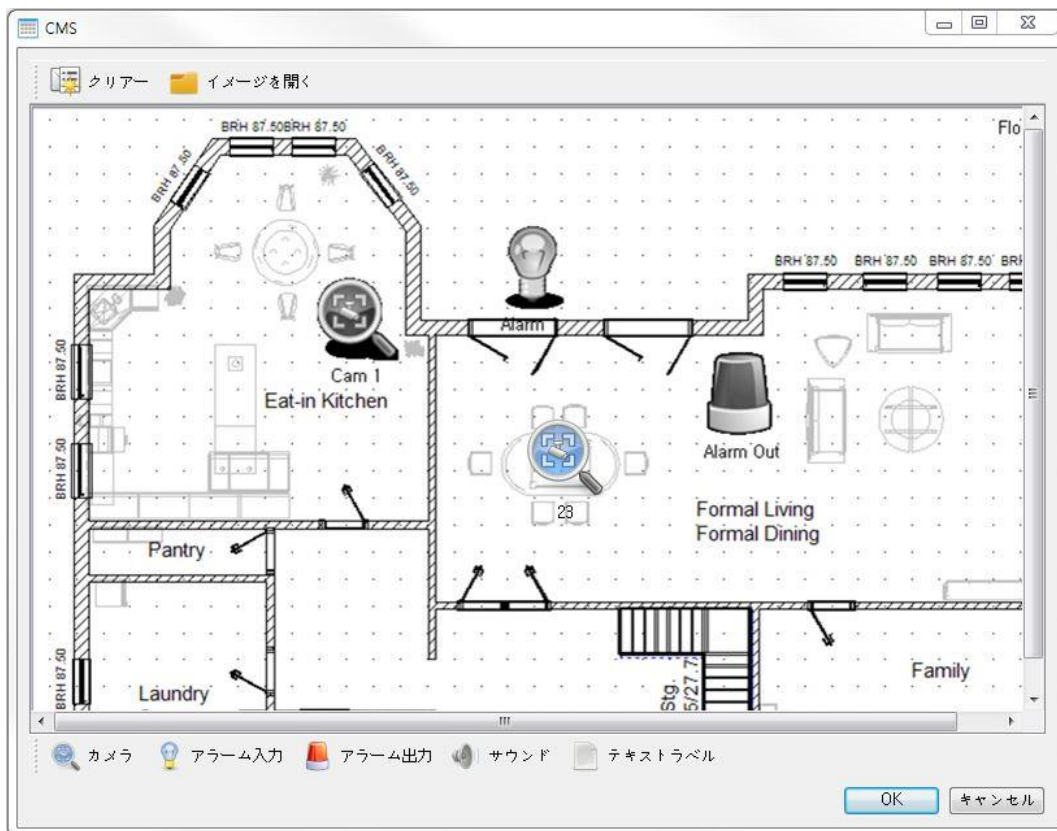 CMS
クリアー イメージを開く
Flo
BRH 87.50BRH 87.50
BRH 87.50
BRH 87.50
BRH 87.50 BRH 87.50 BRH 87.50 BRH
Alarm
Cam 1
Eat-in Kitchen
BRH 87.50
Alarm Out
BRH 87.50
23
Formal Living
Formal Dining
Pantry
Family
BRH 87.50
Laundry
Stg.
5/27.7
カメラ アラーム入力 アラーム出力 サウンド テキストラベル
OK キャンセル